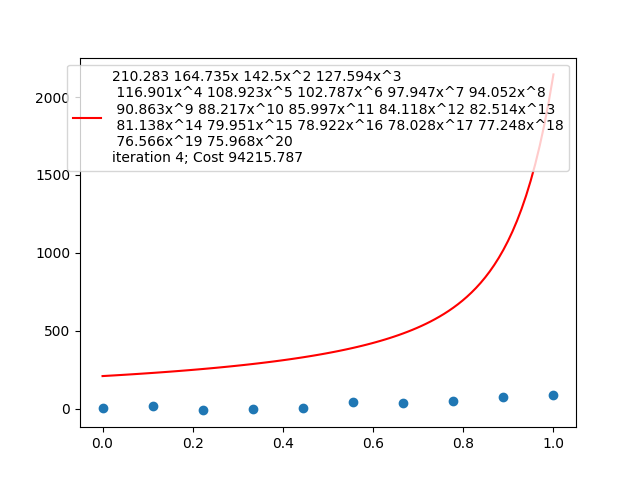 210.283 164.735x 142.5x^2 127.594x^3
116.901x^4 108.923x^5 102.787x^6 97.947x^7 94.052x^8
90.863x^9 88.217x^10 85.997x^11 84.118x^12 82.514x^13
81.138x^14 79.951x^15 78.922x^16 78.028x^17 77.248x^18
76.566x^19 75.968x^20
iteration 4; Cost 94215.787
2000
1500
1000
500
0
0.0 0.2 0.4 0.6 0.8 1.0